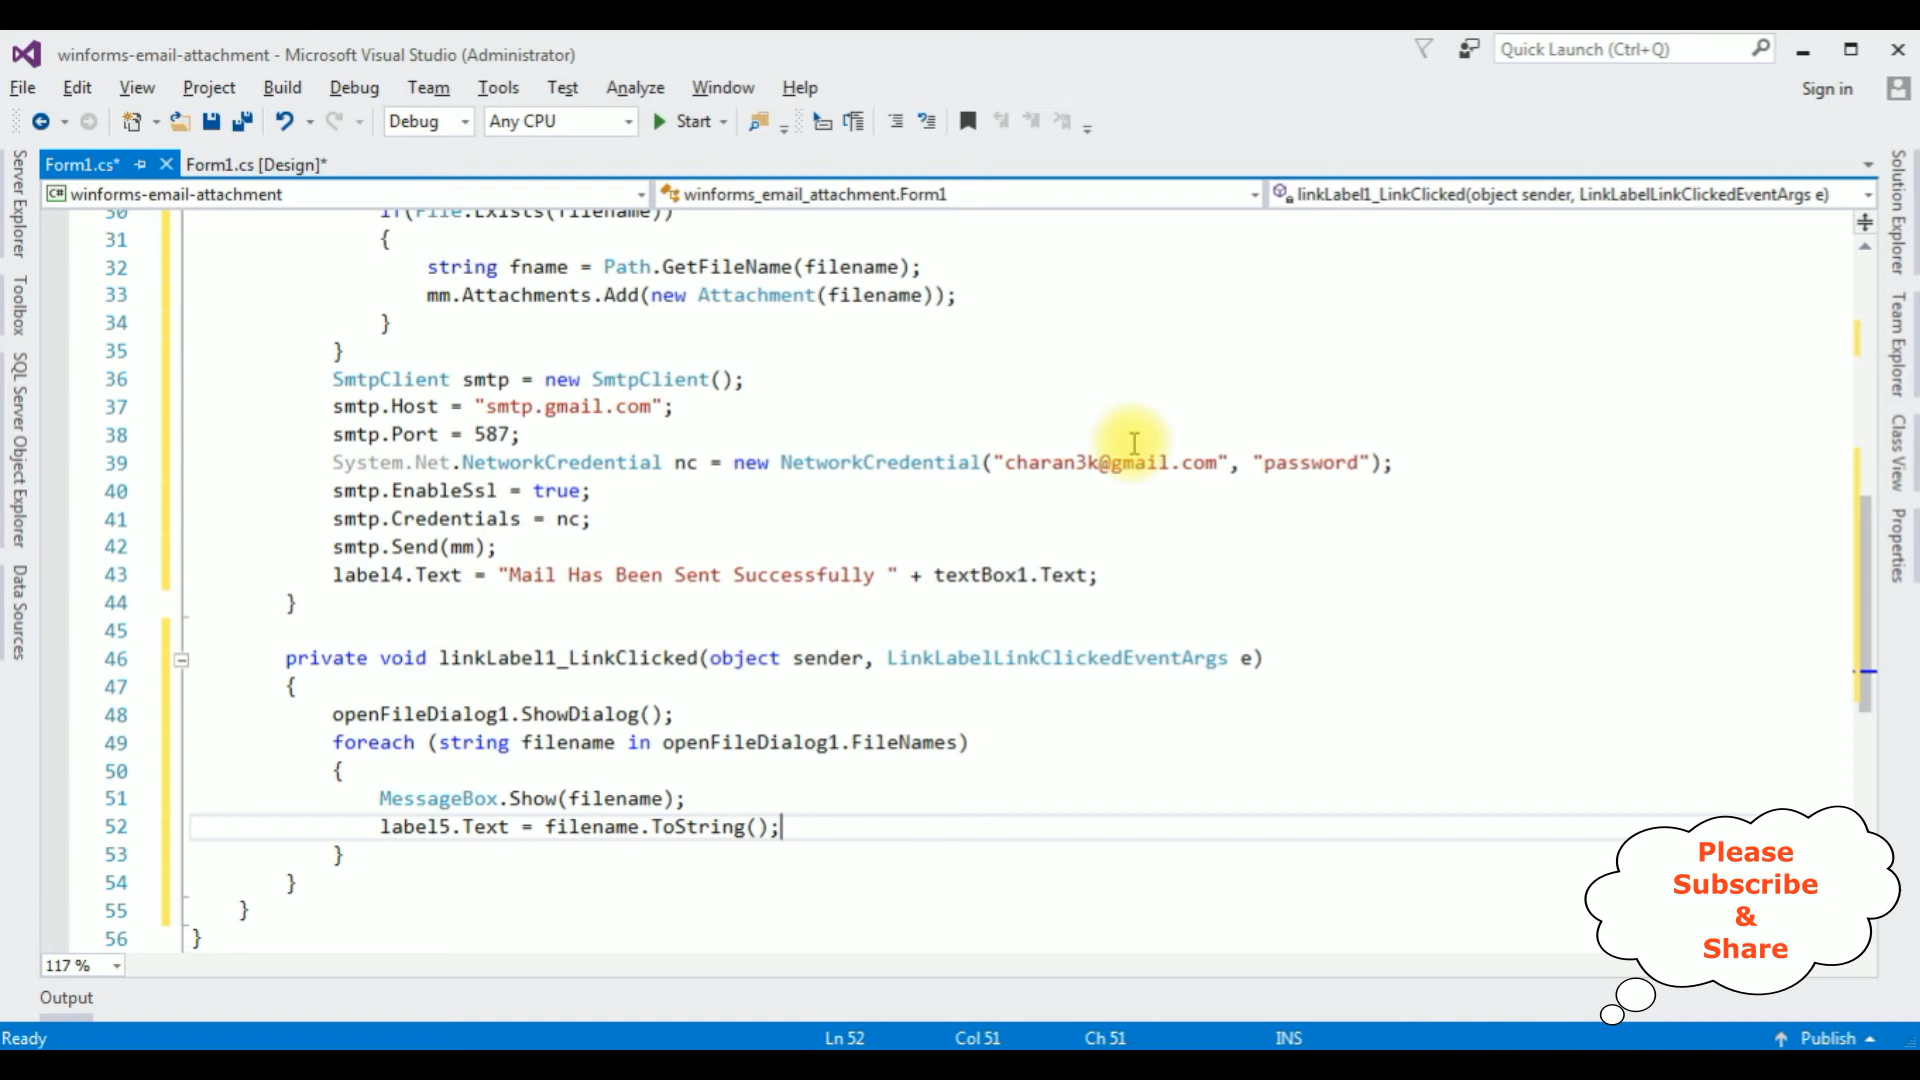 winforms-email-attachment - Microsoft Visual Studio (Administrator)
Quick Launch (Ctrl+Q)
File Edit View Project Build Debug Team Tools Test Analyze Window Help
Sign in
Debug Any CPU Start
Form1.cs* Form1.cs [Design]*
C# winforms-email-attachment winforms_email_attachment.Form1 linkLabel1_LinkClicked(object sender, LinkLabelLinkClickedEventArgs e)
Server Explorer
Toolbox
SQL Server Object Explorer
Data Sources
30 if(File.Exists(filename))
31 {
32 string fname = Path.GetFileName(filename);
33 mm.Attachments.Add(new Attachment(filename));
34 }
35 }
36 SmtpClient smtp = new SmtpClient();
37 smtp.Host = "smtp.gmail.com";
38 smtp.Port = 587;
39 System.Net.NetworkCredential nc = new NetworkCredential("charan3k@gmail.com", "password");
40 smtp.EnableSsl = true;
41 smtp.Credentials = nc;
42 smtp.Send(mm);
43 label4.Text = "Mail Has Been Sent Successfully " + textBox1.Text;
44 }
45
46 private void linkLabel1_LinkClicked(object sender, LinkLabelLinkClickedEventArgs e)
47 {
48 openFileDialog1.ShowDialog();
49 foreach (string filename in openFileDialog1.FileNames)
50 {
51 MessageBox.Show(filename);
52 label5.Text = filename.ToString();
53 }
54 }
55 }
56 }
Solution Explorer
Team Explorer
Class View
Properties
Please
Subscribe
&
Share
117 %
Output
Ready Ln 52 Col 51 Ch 51 INS Publish